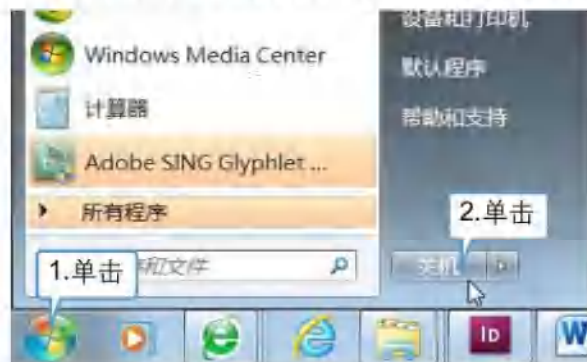 设备和打印机
Windows Media Center
默认程序
计算器
帮助和支持
Adobe SING Glyphlet ...
所有程序
2.单击
1.单击
和文件
关机
ID
W